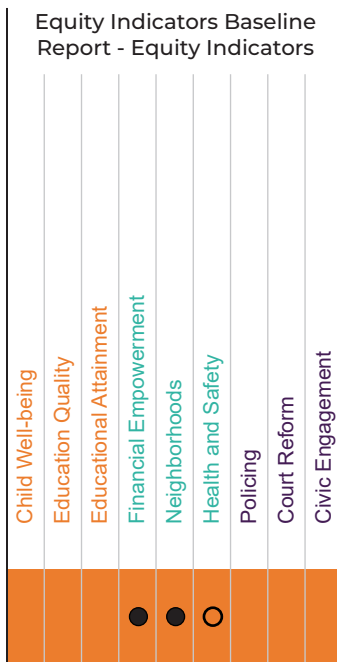 Equity Indicators Baseline
Report - Equity Indicators
Child Well-being
Education Quality
Educational Attainment
Financial Empowerment
Neighborhoods
Health and Safety
Policing
Court Reform
Civic Engagement